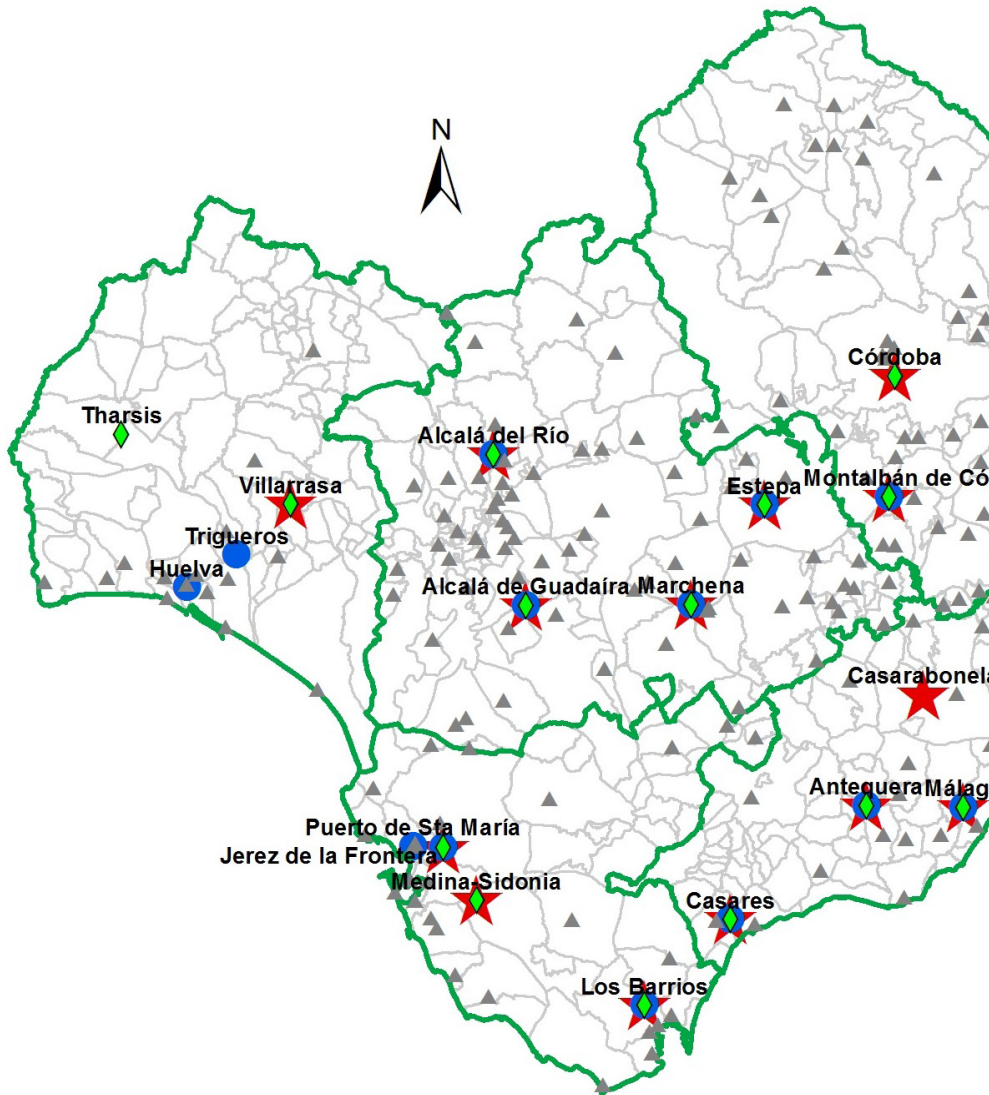 N
Córdoba
Tharsis
Alcalá del Río
Villarrasa
Estepa
Montalbán de Có
Trigueros
Huelva
Alcalá de Guadaíra
Marchena
Casarabonela
Antequera
Málag
Puerto de Sta María
Jerez de la Frontera
Medina-Sidonia
Casares
Los Barrios